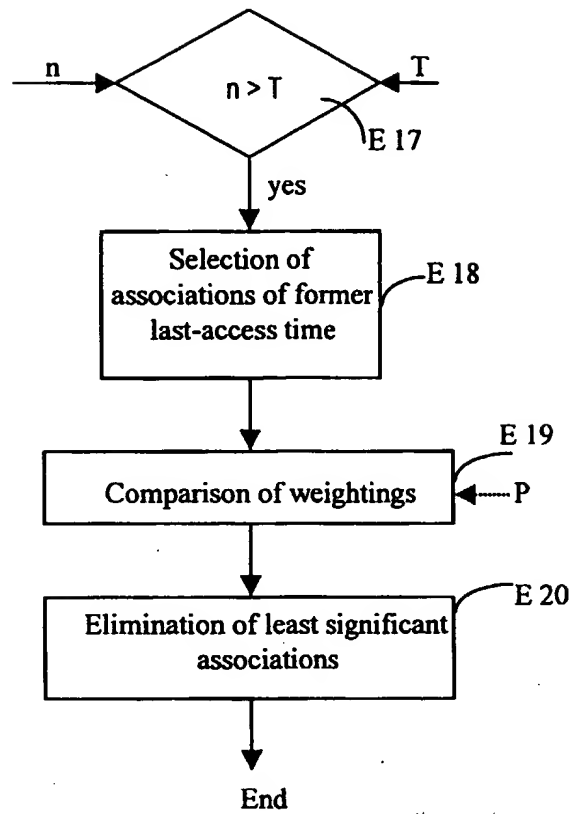 n
n > T
T
E 17
yes
Selection of
associations of former
last-access time
E 18
E 19
Comparison of weightings
P
E 20
Elimination of least significant
associations
End